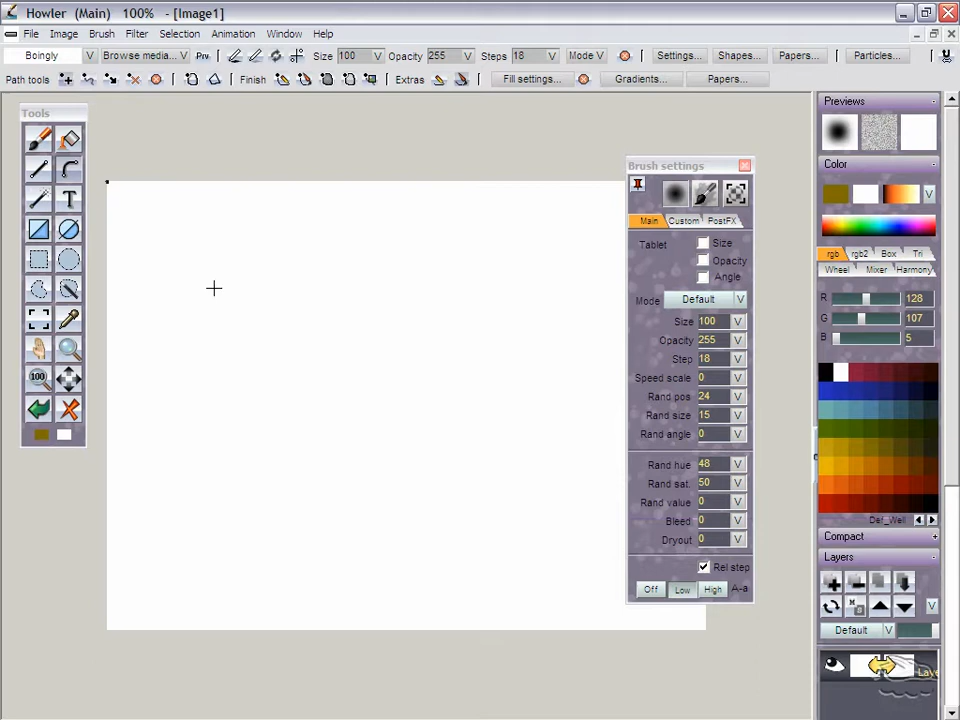 Howler (Main) 100% - [Image1]
File Image Brush Filter Selection Animation Window Help
Boingly V Browse media... V Prv Size 100 V Opacity 255 V Steps 18 V Mode V Settings... Shapes... Papers... Particles...
Path tools Finish Extras Fill settings... Gradients... Papers...
Tools
T
100
Brush settings
Main Custom PostFX
Tablet Size
Opacity
Angle
Mode Default V
Size 100 V
Opacity 255 V
Step 18 V
Speed scale 0 V
Rand pos 24 V
Rand size 15 V
Rand angle 0 V
Rand hue 48 V
Rand sat. 50 V
Rand value 0 V
Bleed 0 V
Dryout 0 V
Rel step
Off Low High A-a
Previews -
Color -
V
rgb rgb2 Box Tri
Wheel Mixer Harmony
R 128
G 107
B 5
Def_Well
Compact +
Layers -
V
Default V